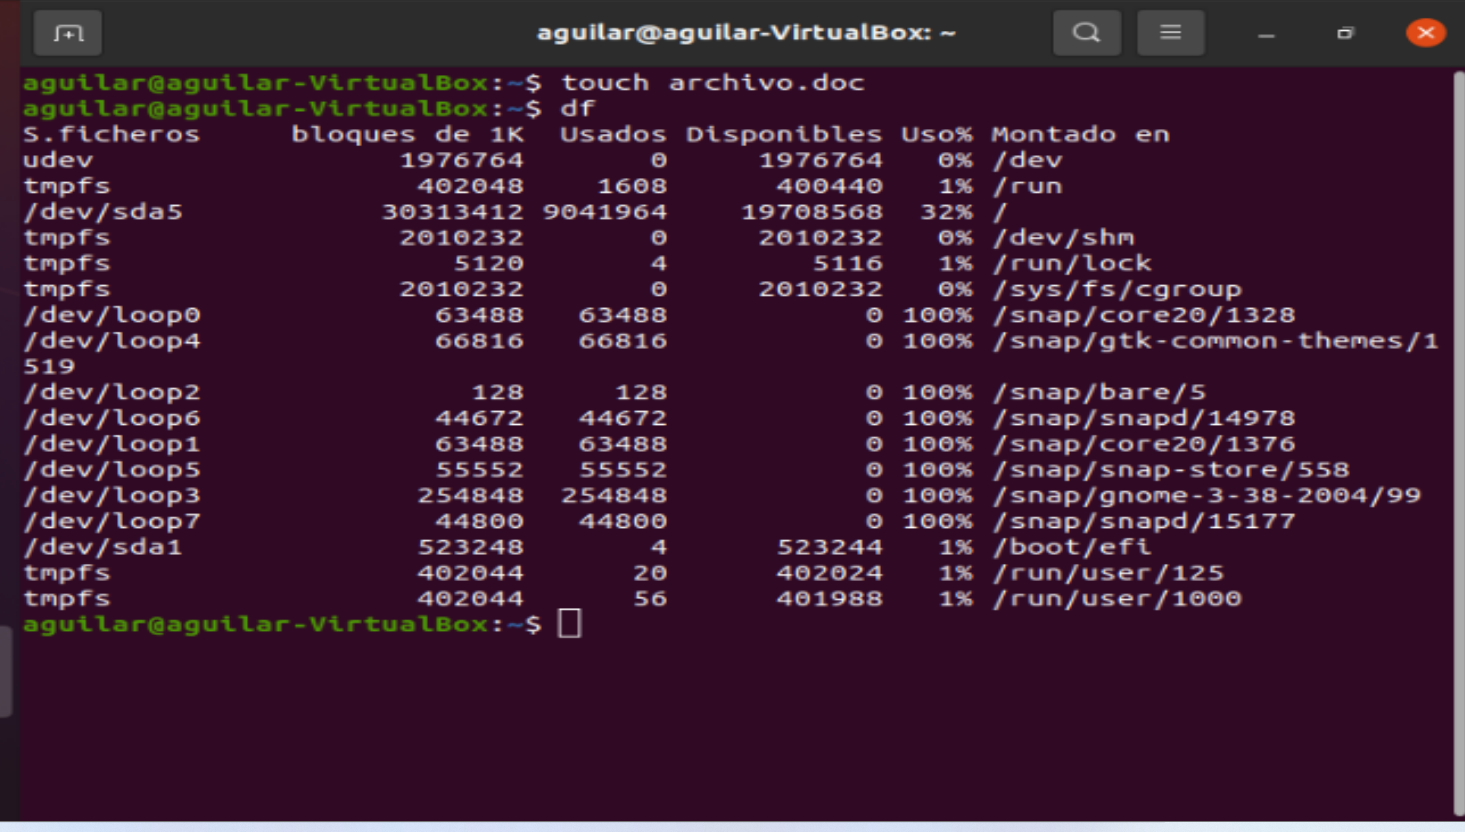 aguilar@aguilar-VirtualBox: ~
aguilar@aguilar-VirtualBox:~$ touch archivo.doc
aguilar@aguilar-VirtualBox:~$ df
S.ficheros     bloques de 1K  Usados Disponibles Uso% Montado en
udev                 1976764       0     1976764   0% /dev
tmpfs                 402048    1608      400440   1% /run
/dev/sda5           30313412 9041964    19708568  32% /
tmpfs                2010232       0     2010232   0% /dev/shm
tmpfs                   5120       4        5116   1% /run/lock
tmpfs                2010232       0     2010232   0% /sys/fs/cgroup
/dev/loop0             63488   63488           0 100% /snap/core20/1328
/dev/loop4             66816   66816           0 100% /snap/gtk-common-themes/1
519
/dev/loop2               128     128           0 100% /snap/bare/5
/dev/loop6             44672   44672           0 100% /snap/snapd/14978
/dev/loop1             63488   63488           0 100% /snap/core20/1376
/dev/loop5             55552   55552           0 100% /snap/snap-store/558
/dev/loop3            254848  254848           0 100% /snap/gnome-3-38-2004/99
/dev/loop7             44800   44800           0 100% /snap/snapd/15177
/dev/sda1             523248       4      523244   1% /boot/efi
tmpfs                 402044      20      402024   1% /run/user/125
tmpfs                 402044      56      401988   1% /run/user/1000
aguilar@aguilar-VirtualBox:~$